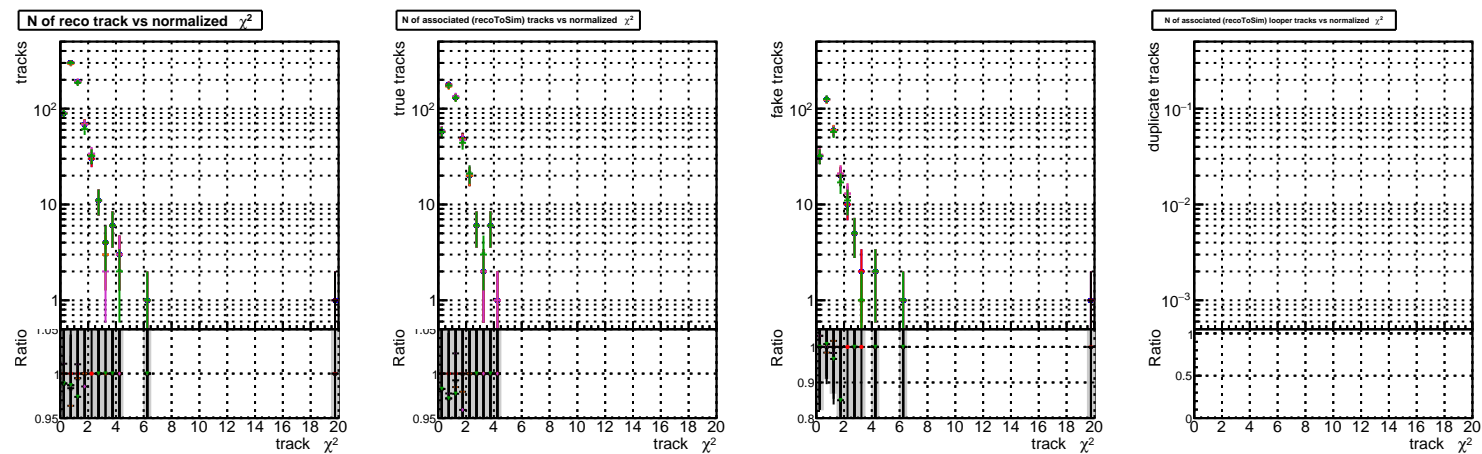 N of reco track vs normalized χ²
tracks
10²
10
1
Ratio
1.05
1
0.95
0 2 4 6 8 10 12 14 16 18 20
track χ²
N of associated (recoToSim) tracks vs normalized χ²
true tracks
10²
10
1
Ratio
1.05
1
0.95
0 2 4 6 8 10 12 14 16 18 20
track χ²
fake tracks
10²
10
1
Ratio
1
0.9
0.8
0 2 4 6 8 10 12 14 16 18 20
track χ²
N of associated (recoToSim) looper tracks vs normalized χ²
duplicate tracks
10⁻¹
10⁻²
10⁻³
Ratio
1
0.5
0
0 2 4 6 8 10 12 14 16 18 20
track χ²